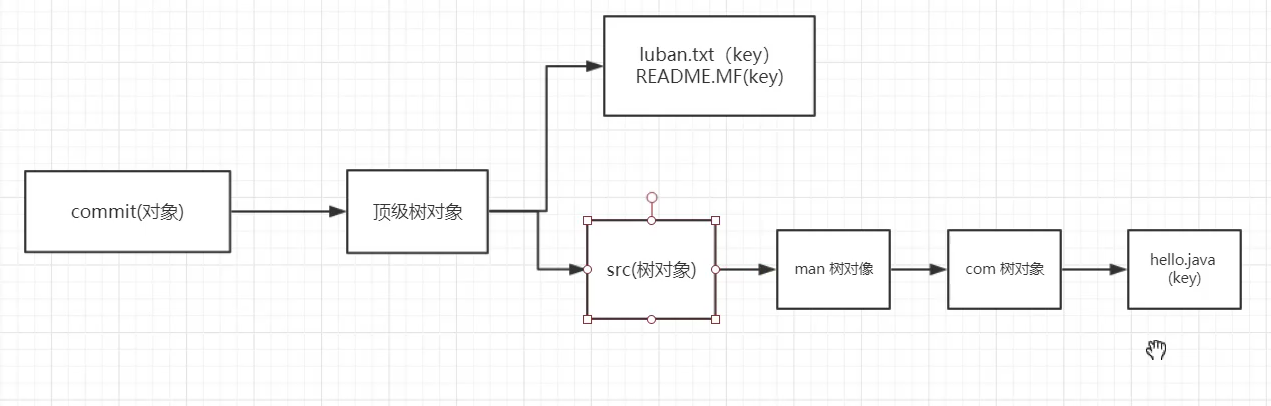 luban.txt（key）
README.MF(key)
commit(对象)
顶级树对象
src(树对象)
man 树对像
com 树对象
hello.java
(key)